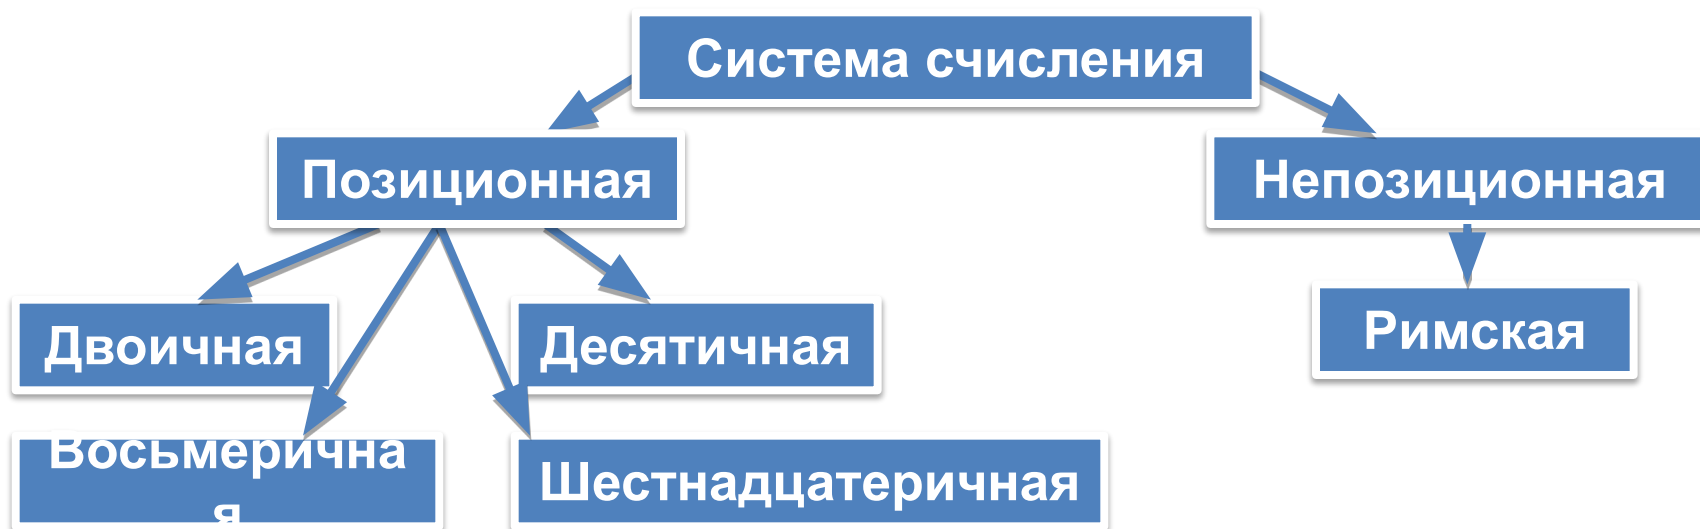 Система счисления
Позиционная
Непозиционная
Двоичная
Десятичная
Римская
Восьмерична
я
Шестнадцатеричная